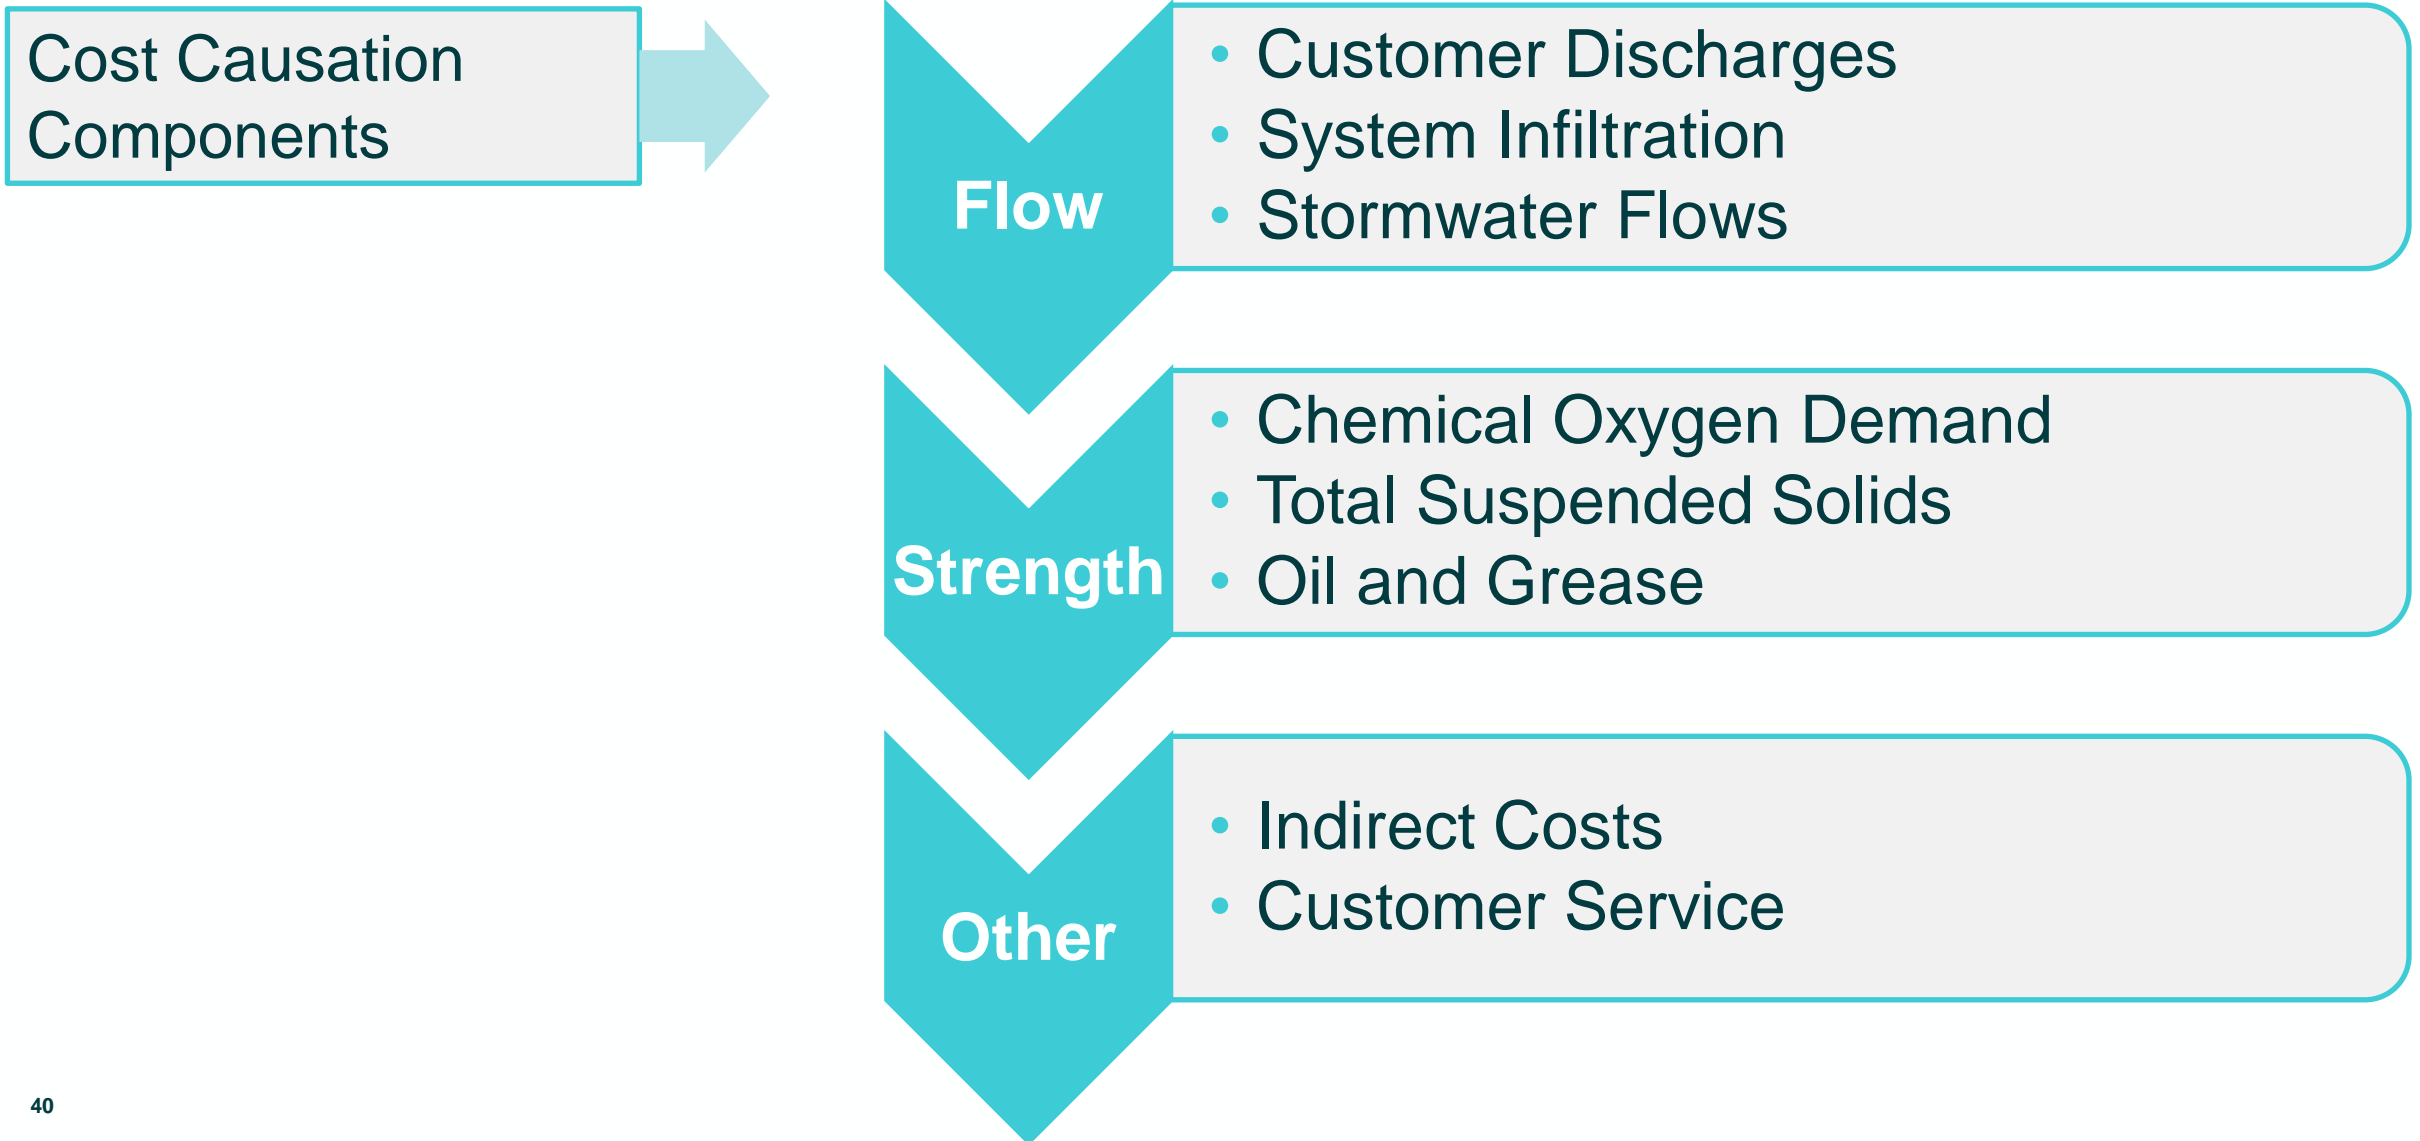 Cost Causation
Components
Flow
• Customer Discharges
• System Infiltration
• Stormwater Flows
Strength
• Chemical Oxygen Demand
• Total Suspended Solids
• Oil and Grease
Other
• Indirect Costs
• Customer Service
40